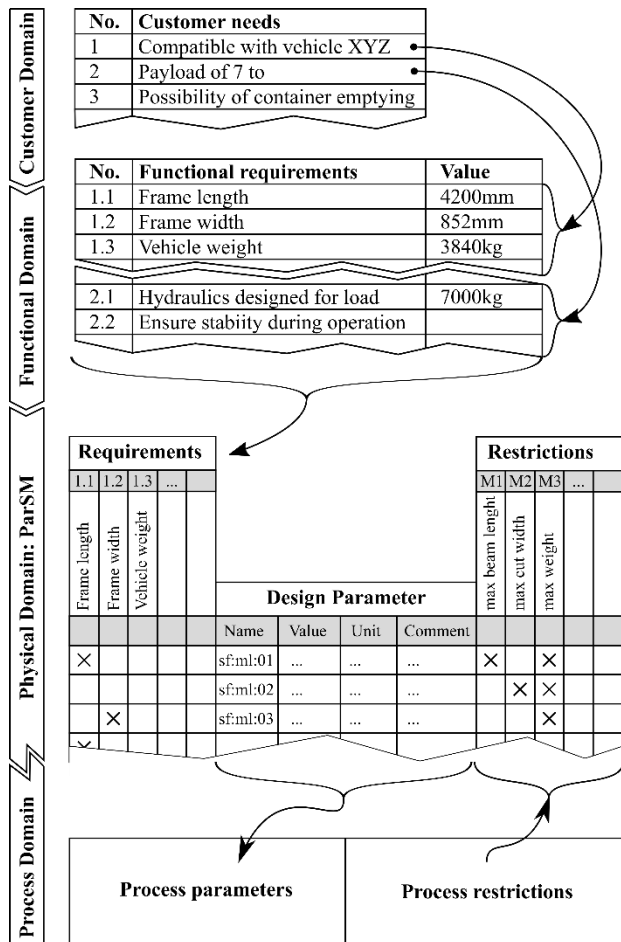 Customer Domain
No. Customer needs
1 Compatible with vehicle XYZ
2 Payload of 7 to
3 Possibility of container emptying
Functional Domain
No. Functional requirements Value
1.1 Frame length 4200mm
1.2 Frame width 852mm
1.3 Vehicle weight 3840kg
2.1 Hydraulics designed for load 7000kg
2.2 Ensure stabiity during operation
Physical Domain: ParSM
Requirements
1.1 1.2 1.3 ...
Frame length
Frame width
Vehicle weight
Restrictions
M1 M2 M3 ...
max beam lenght
max cut width
max weight
Design Parameter
Name Value Unit Comment
× sf:ml:01 ... ... ... × ×
sf:ml:02 ... ... ... × ×
× sf:ml:03 ... ... ... ×
×
Process Domain
Process parameters
Process restrictions